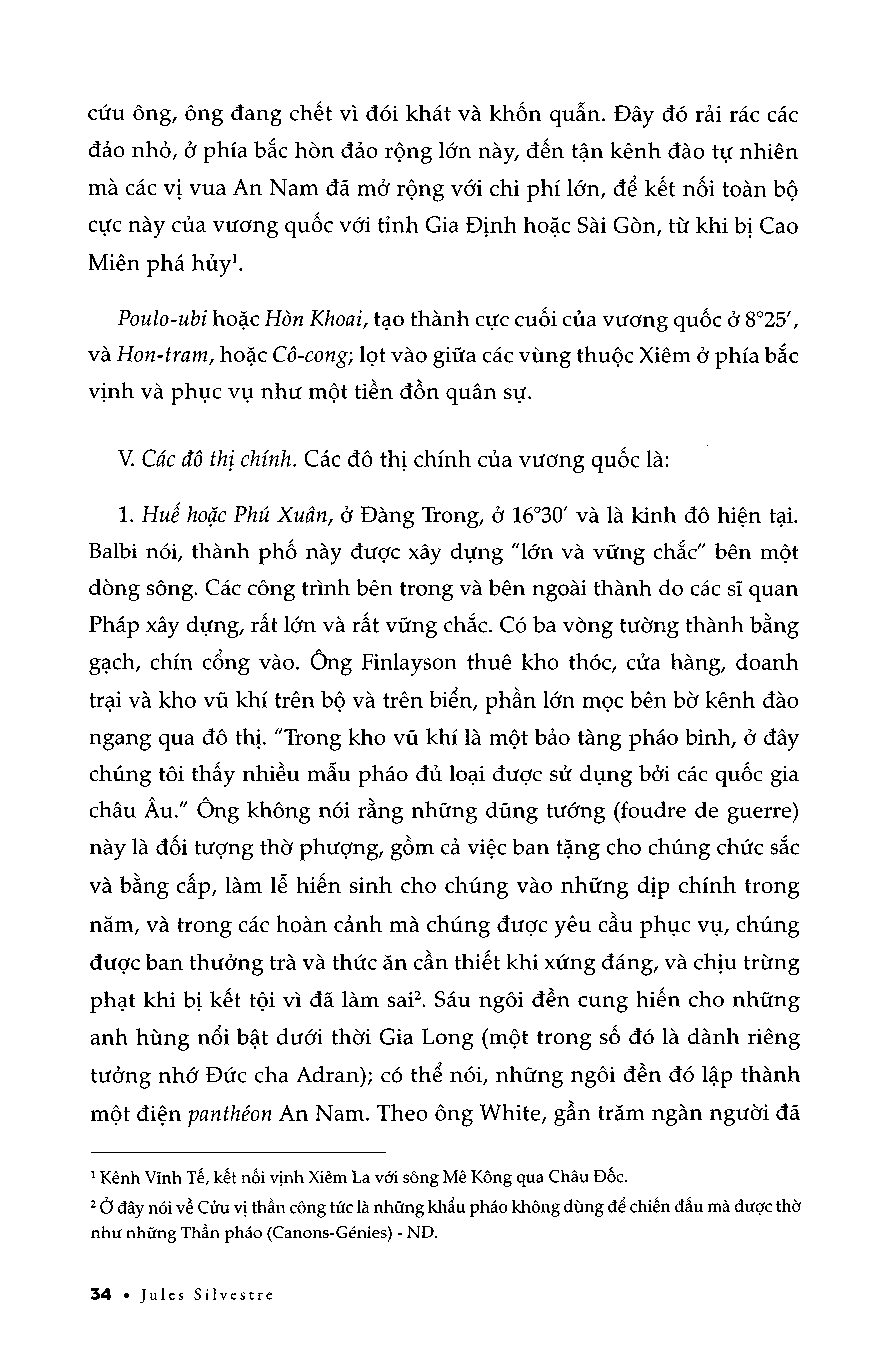 cứu ông, ông đang chết vì đói khát và khốn quẫn. Đây đó rải rác các
đảo nhỏ, ở phía bắc hòn đảo rộng lớn này, đến tận kênh đào tự nhiên
mà các vị vua An Nam đã mở rộng với chi phí lớn, để kết nối toàn bộ
cực này của vương quốc với tỉnh Gia Định hoặc Sài Gòn, từ khi bị Cao
Miên phá hủy¹.
Poulo-ubi hoặc Hòn Khoai, tạo thành cực cuối của vương quốc ở 8°25′,
và Hon-tram, hoặc Cô-cong; lọt vào giữa các vùng thuộc Xiêm ở phía bắc
vịnh và phục vụ như một tiền đồn quân sự.
V. Các đô thị chính. Các đô thị chính của vương quốc là:
1. Huế hoặc Phú Xuân, ở Đàng Trong, ở 16°30′ và là kinh đô hiện tại.
Balbi nói, thành phố này được xây dựng "lớn và vững chắc" bên một
dòng sông. Các công trình bên trong và bên ngoài thành do các sĩ quan
Pháp xây dựng, rất lớn và rất vững chắc. Có ba vòng tường thành bằng
gạch, chín cổng vào. Ông Finlayson thuê kho thóc, cửa hàng, doanh
trại và kho vũ khí trên bộ và trên biển, phần lớn mọc bên bờ kênh đào
ngang qua đô thị. "Trong kho vũ khí là một bảo tàng pháo binh, ở đây
chúng tôi thấy nhiều mẫu pháo đủ loại được sử dụng bởi các quốc gia
châu Âu." Ông không nói rằng những dũng tướng (foudre de guerre)
này là đối tượng thờ phượng, gồm cả việc ban tặng cho chúng chức sắc
và bằng cấp, làm lễ hiến sinh cho chúng vào những dịp chính trong
năm, và trong các hoàn cảnh mà chúng được yêu cầu phục vụ, chúng
được ban thưởng trà và thức ăn cần thiết khi xứng đáng, và chịu trừng
phạt khi bị kết tội vì đã làm sai². Sáu ngôi đền cung hiến cho những
anh hùng nổi bật dưới thời Gia Long (một trong số đó là dành riêng
tưởng nhớ Đức cha Adran); có thể nói, những ngôi đền đó lập thành
một điện panthéon An Nam. Theo ông White, gần trăm ngàn người đã
¹ Kênh Vĩnh Tế, kết nối vịnh Xiêm La với sông Mê Kông qua Châu Đốc.
² Ở đây nói về Cửu vị thần công tức là những khẩu pháo không dùng để chiến đấu mà được thờ
như những Thần pháo (Canons-Génies) - ND.
34 • Jules Silvestre